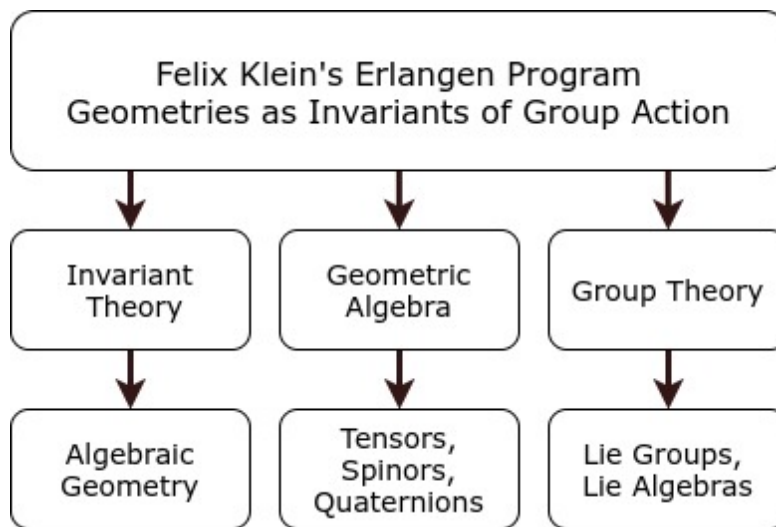 Felix Klein's Erlangen Program
Geometries as Invariants of Group Action
Invariant
Theory
Geometric
Algebra
Group Theory
Algebraic
Geometry
Tensors,
Spinors,
Quaternions
Lie Groups,
Lie Algebras